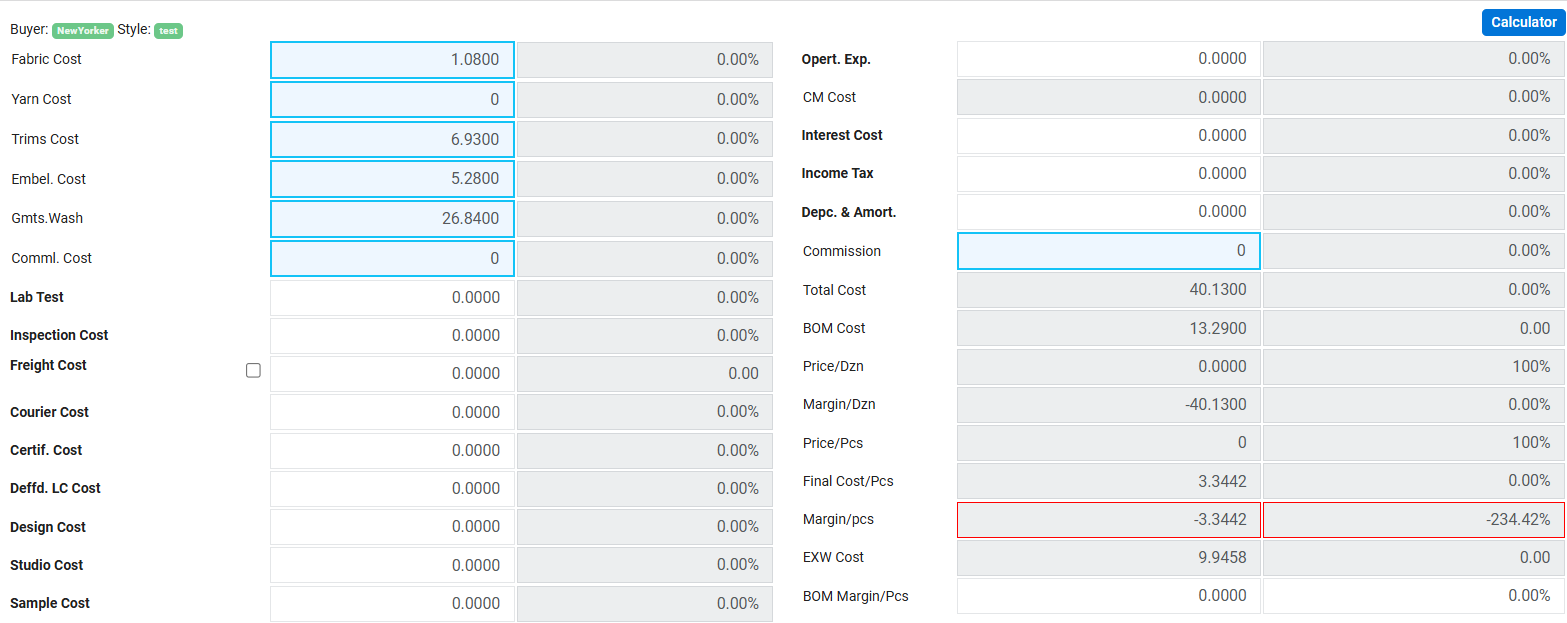 Buyer: NewYorker Style: test
Calculator
Fabric Cost 1.0800 0.00%
Yarn Cost 0 0.00%
Trims Cost 6.9300 0.00%
Embel. Cost 5.2800 0.00%
Gmts.Wash 26.8400 0.00%
Comml. Cost 0 0.00%
Lab Test 0.0000 0.00%
Inspection Cost 0.0000 0.00%
Freight Cost 0.0000 0.00
Courier Cost 0.0000 0.00%
Certif. Cost 0.0000 0.00%
Deffd. LC Cost 0.0000 0.00%
Design Cost 0.0000 0.00%
Studio Cost 0.0000 0.00%
Sample Cost 0.0000 0.00%
Opert. Exp. 0.0000 0.00%
CM Cost 0.0000 0.00%
Interest Cost 0.0000 0.00%
Income Tax 0.0000 0.00%
Depc. & Amort. 0.0000 0.00%
Commission 0 0.00%
Total Cost 40.1300 0.00%
BOM Cost 13.2900 0.00
Price/Dzn 0.0000 100%
Margin/Dzn -40.1300 0.00%
Price/Pcs 0 100%
Final Cost/Pcs 3.3442 0.00%
Margin/pcs -3.3442 -234.42%
EXW Cost 9.9458 0.00
BOM Margin/Pcs 0.0000 0.00%